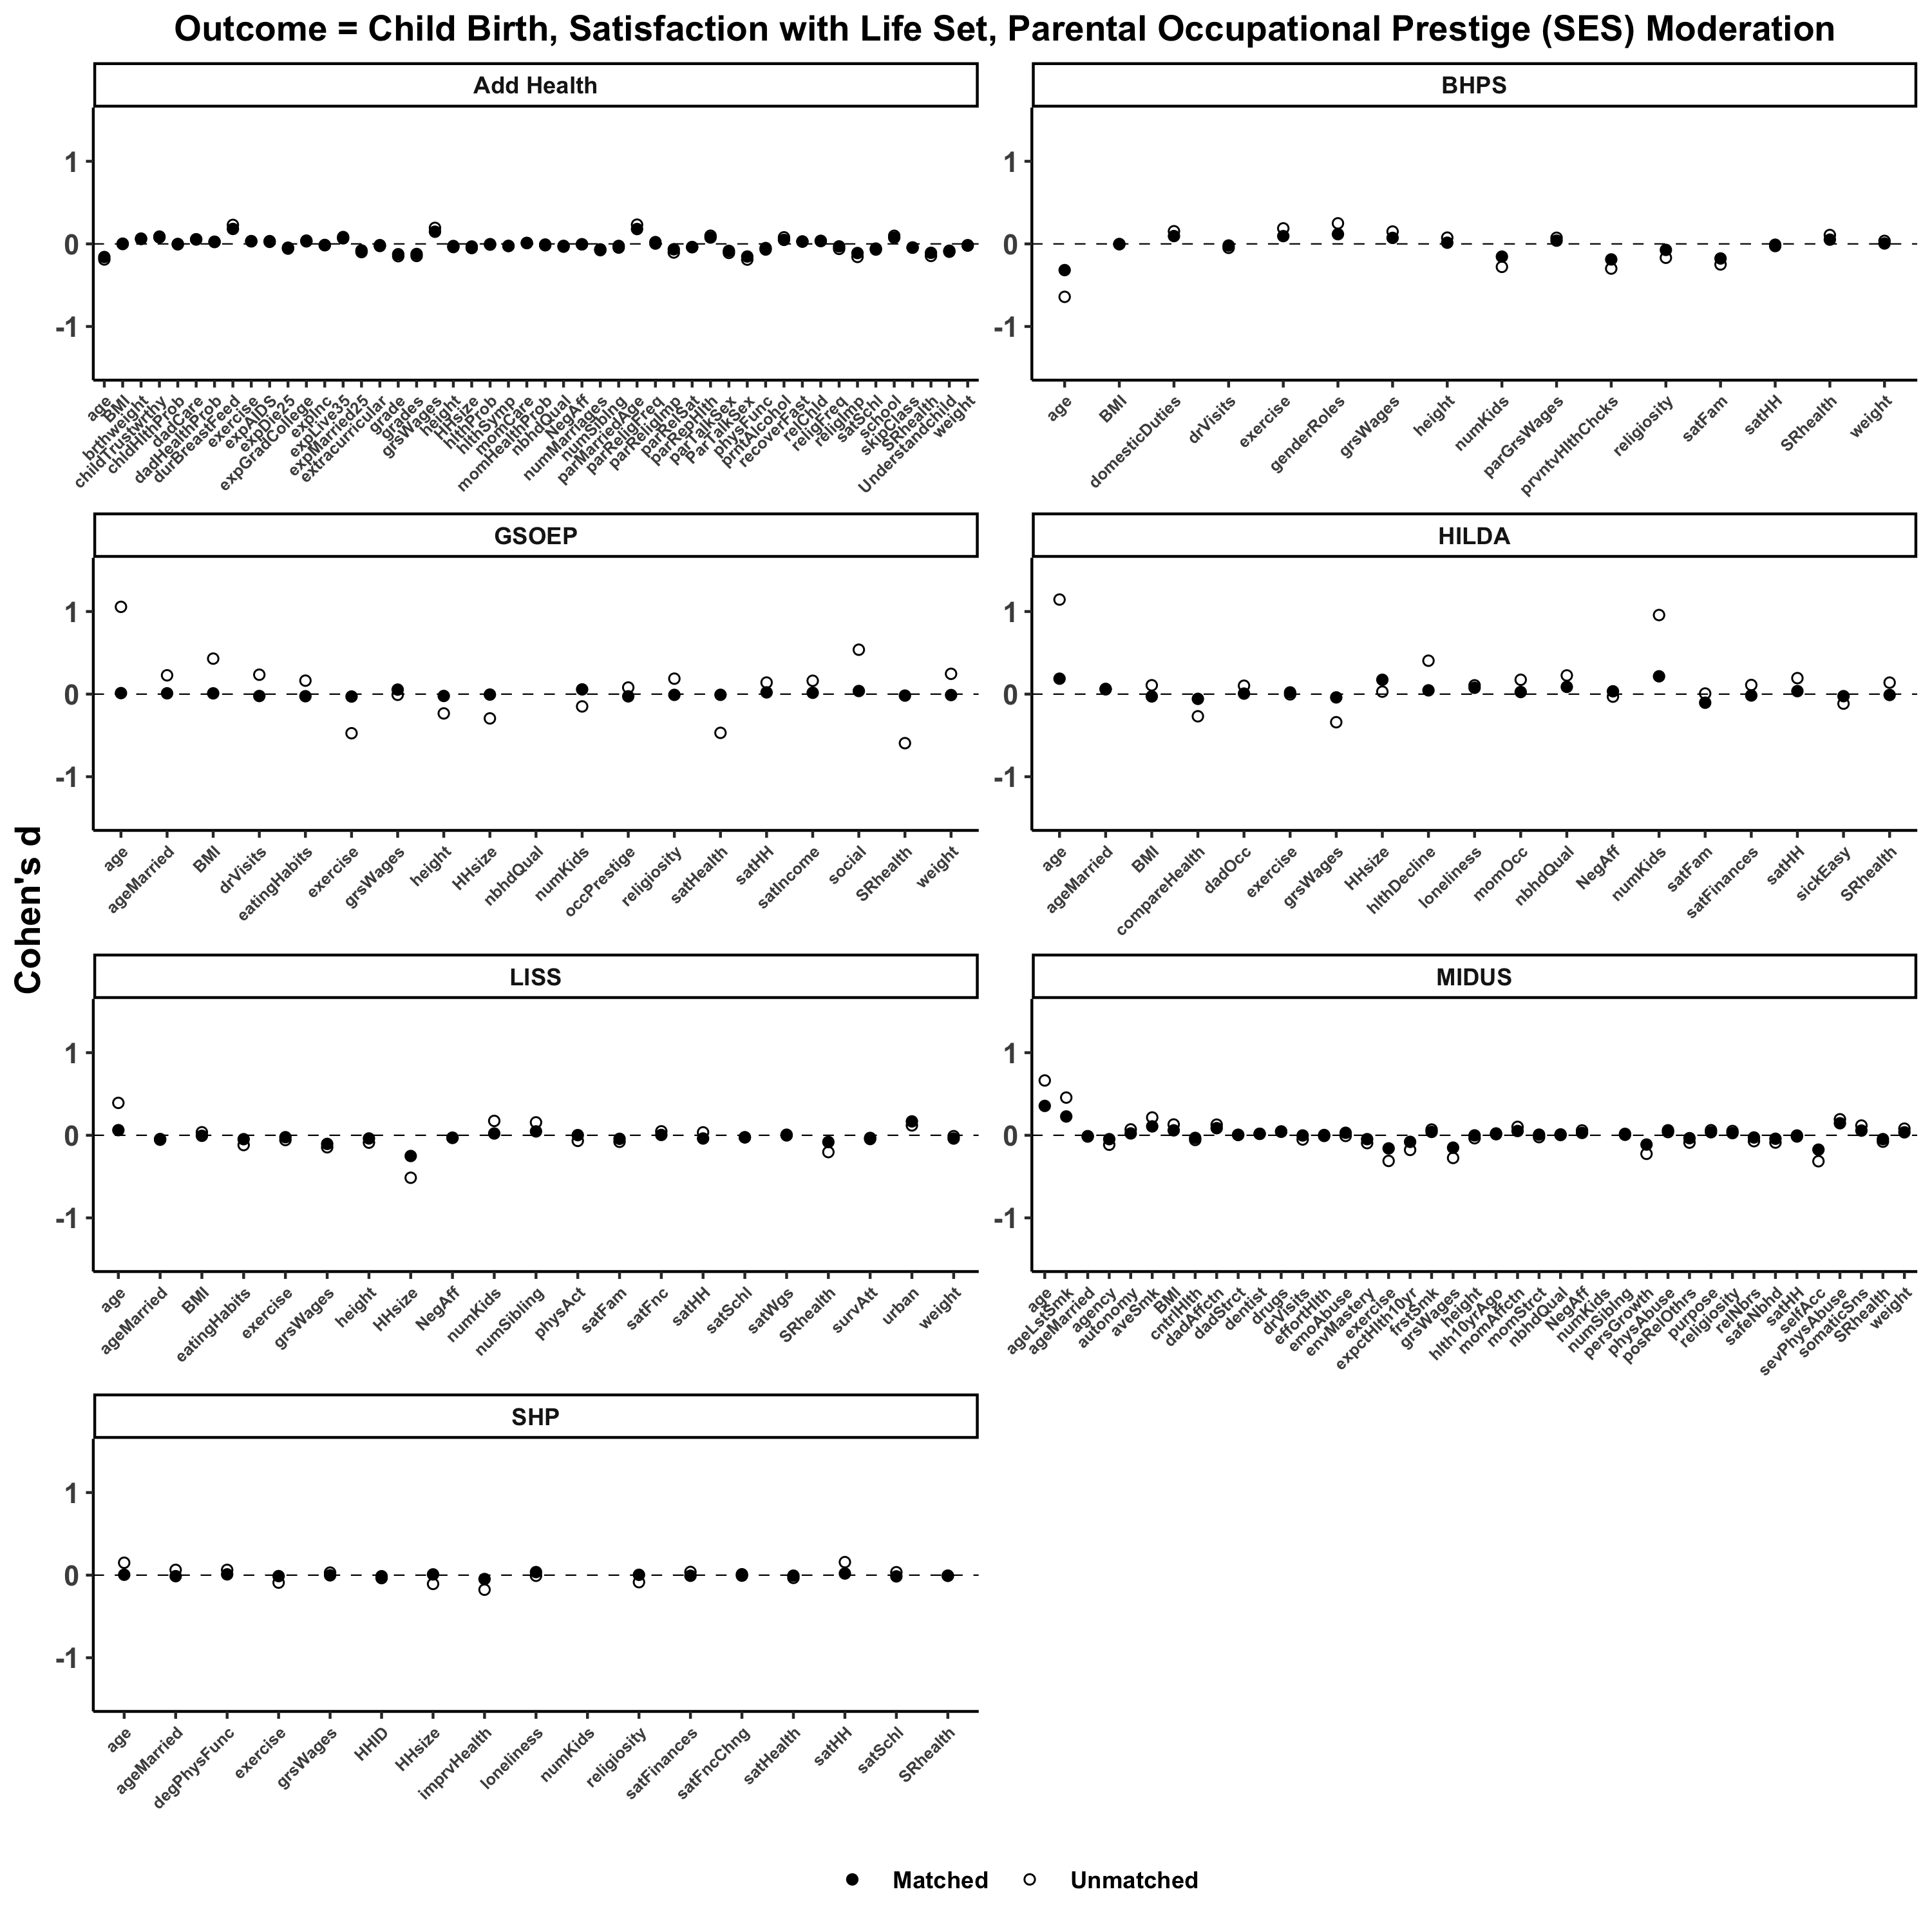 Outcome = Child Birth, Satisfaction with Life Set, Parental Occupational Prestige (SES) Moderation
Cohen's d
Add Health
1
0
-1
age
BMI
brthweight
childTrustwrthy
chldHlthProb
dadCare
dadHealthProb
durBreastFeed
exercise
expAIDS
expDie25
expGradCollege
expInc
expLive35
expMarried25
extracurricular
grade
grades
grsWages
height
HHsize
hlthProb
hlthSymp
momCare
momHealthProb
nbhdQual
NegAff
numMarriages
numSibling
parMarriedAge
parReligFreq
parReligImp
parRelSat
parRepHlth
parTalkSex
ParTalkSex
physFunc
prntAlcohol
recoverFast
relChld
religFreq
religImp
satSchl
school
skipClass
SRhealth
Understandchild
weight
BHPS
1
0
-1
age
BMI
domesticDuties
drVisits
exercise
genderRoles
grsWages
height
numKids
parGrsWages
prvntvHlthChcks
religiosity
satFam
satHH
SRhealth
weight
GSOEP
1
0
-1
age
ageMarried
BMI
drVisits
eatingHabits
exercise
grsWages
height
HHsize
nbhdQual
numKids
occPrestige
religiosity
satHealth
satHH
satIncome
social
SRhealth
weight
HILDA
1
0
-1
age
ageMarried
BMI
compareHealth
dadOcc
exercise
grsWages
HHsize
hlthDecline
loneliness
momOcc
nbhdQual
NegAff
numKids
satFam
satFinances
satHH
sickEasy
SRhealth
LISS
1
0
-1
age
ageMarried
BMI
eatingHabits
exercise
grsWages
height
HHsize
NegAff
numKids
numSibling
physAct
satFam
satFnc
satHH
satSchl
satWgs
SRhealth
survAtt
urban
weight
MIDUS
1
0
-1
age
ageLstSmk
ageMarried
agency
autonomy
aveSmk
BMI
cntrlHlth
dadAffctn
dadStrct
dentist
drugs
drVisits
effortHlth
emoAbuse
envMastery
exercise
expctHlth10yr
frstSmk
grsWages
height
hlth10yrAgo
momAffctn
momStrct
nbhdQual
NegAff
numKids
numSiblng
persGrowth
physAbuse
posRelOthrs
purpose
religiosity
relNbrs
safeNbhd
satHH
selfAcc
sevPhysAbuse
somaticSns
SRhealth
weight
SHP
1
0
-1
age
ageMarried
degPhysFunc
exercise
grsWages
HHID
HHsize
imprvHealth
loneliness
numKids
religiosity
satFinances
satFncChng
satHealth
satHH
satSchl
SRhealth
Matched
Unmatched